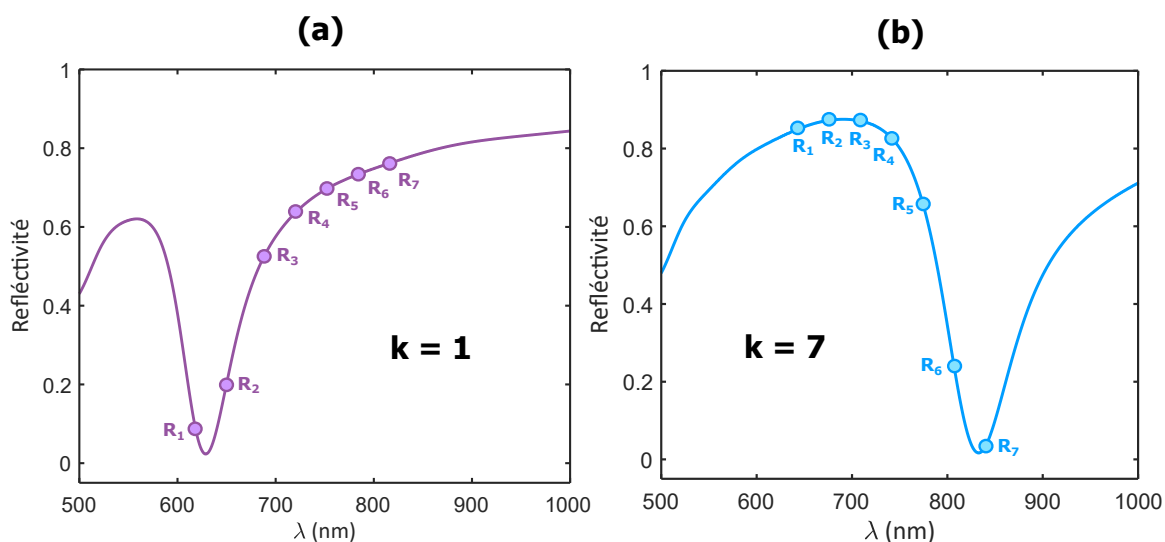 (a)
1
0.8
0.6
0.4
0.2
0
Refléctivité
R1
R2
R3
R4
R5
R6
R7
k = 1
500 600 700 800 900 1000
λ (nm)
(b)
1
0.8
0.6
0.4
0.2
0
Refléctivité
R1
R2
R3
R4
R5
R6
R7
k = 7
500 600 700 800 900 1000
λ (nm)